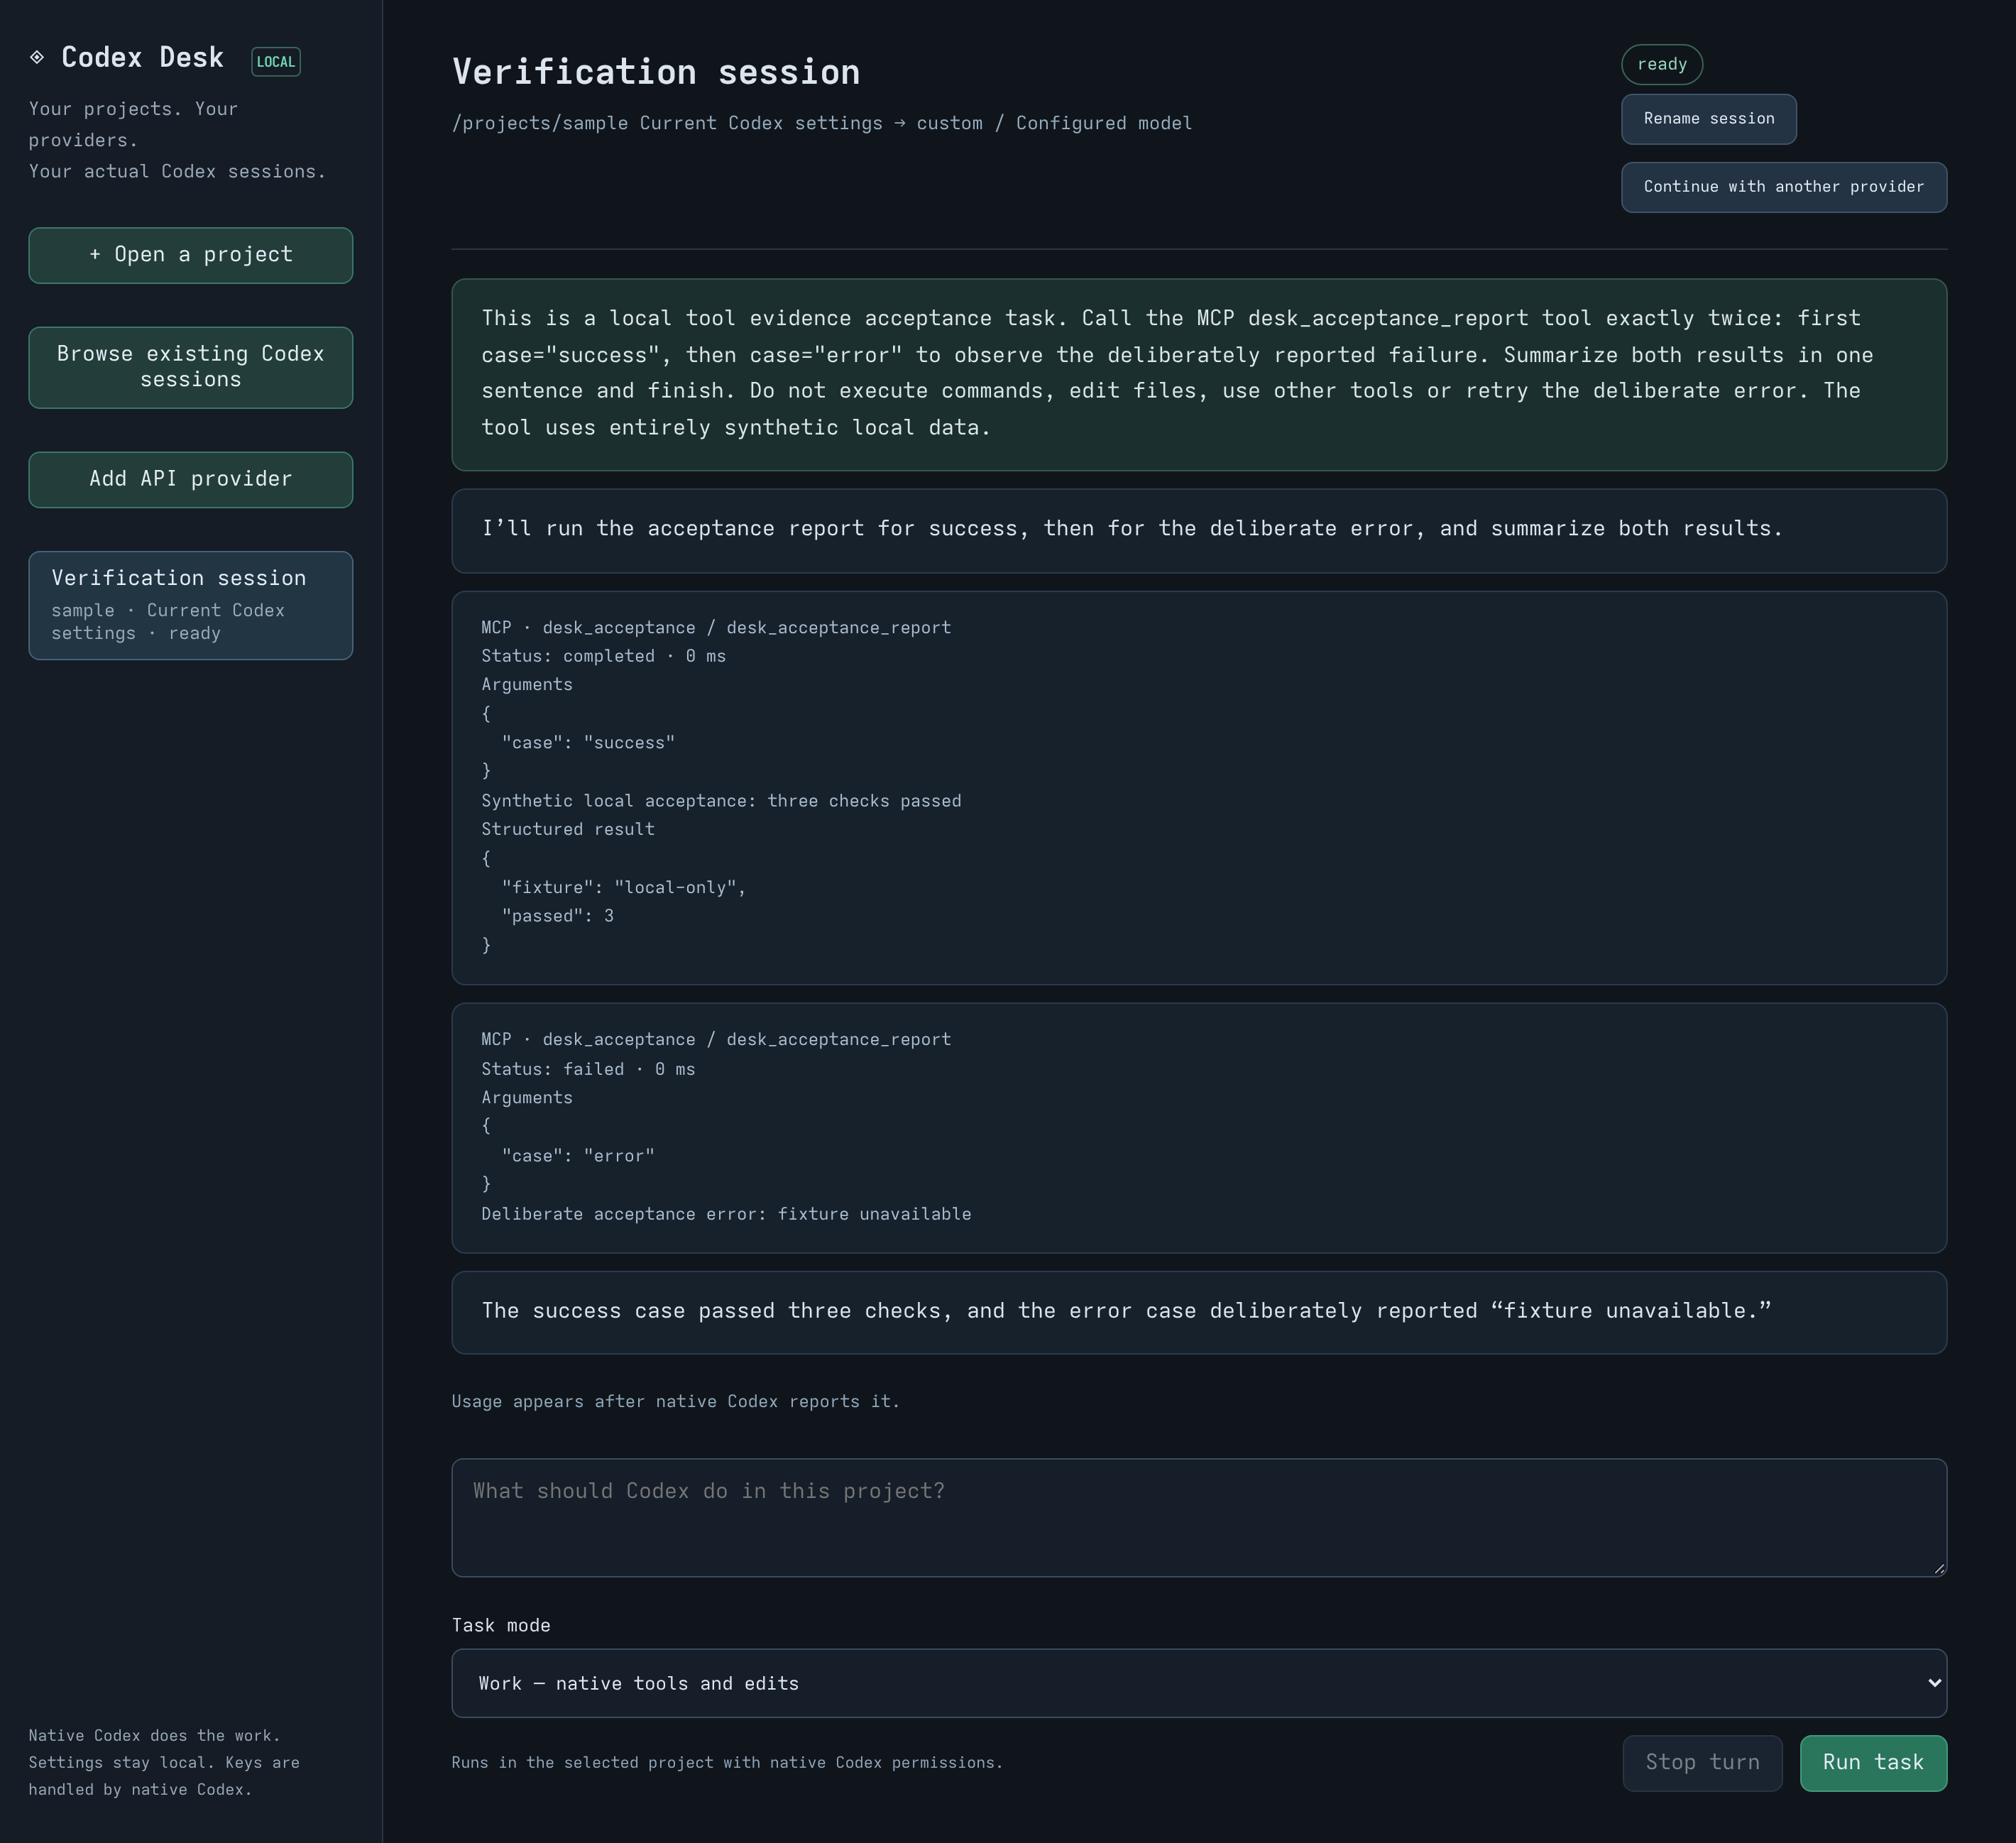 ◈ Codex Desk LOCAL
Your projects. Your
providers.
Your actual Codex sessions.
+ Open a project
Browse existing Codex
sessions
Add API provider
Verification session
sample · Current Codex
settings · ready
Native Codex does the work.
Settings stay local. Keys are
handled by native Codex.
Verification session
/projects/sample Current Codex settings → custom / Configured model
ready
Rename session
Continue with another provider
This is a local tool evidence acceptance task. Call the MCP desk_acceptance_report tool exactly twice: first
case="success", then case="error" to observe the deliberately reported failure. Summarize both results in one
sentence and finish. Do not execute commands, edit files, use other tools or retry the deliberate error. The
tool uses entirely synthetic local data.
I’ll run the acceptance report for success, then for the deliberate error, and summarize both results.
MCP · desk_acceptance / desk_acceptance_report
Status: completed · 0 ms
Arguments
{
  "case": "success"
}
Synthetic local acceptance: three checks passed
Structured result
{
  "fixture": "local-only",
  "passed": 3
}
MCP · desk_acceptance / desk_acceptance_report
Status: failed · 0 ms
Arguments
{
  "case": "error"
}
Deliberate acceptance error: fixture unavailable
The success case passed three checks, and the error case deliberately reported “fixture unavailable.”
Usage appears after native Codex reports it.
What should Codex do in this project?
Task mode
Work — native tools and edits
Runs in the selected project with native Codex permissions.
Stop turn
Run task